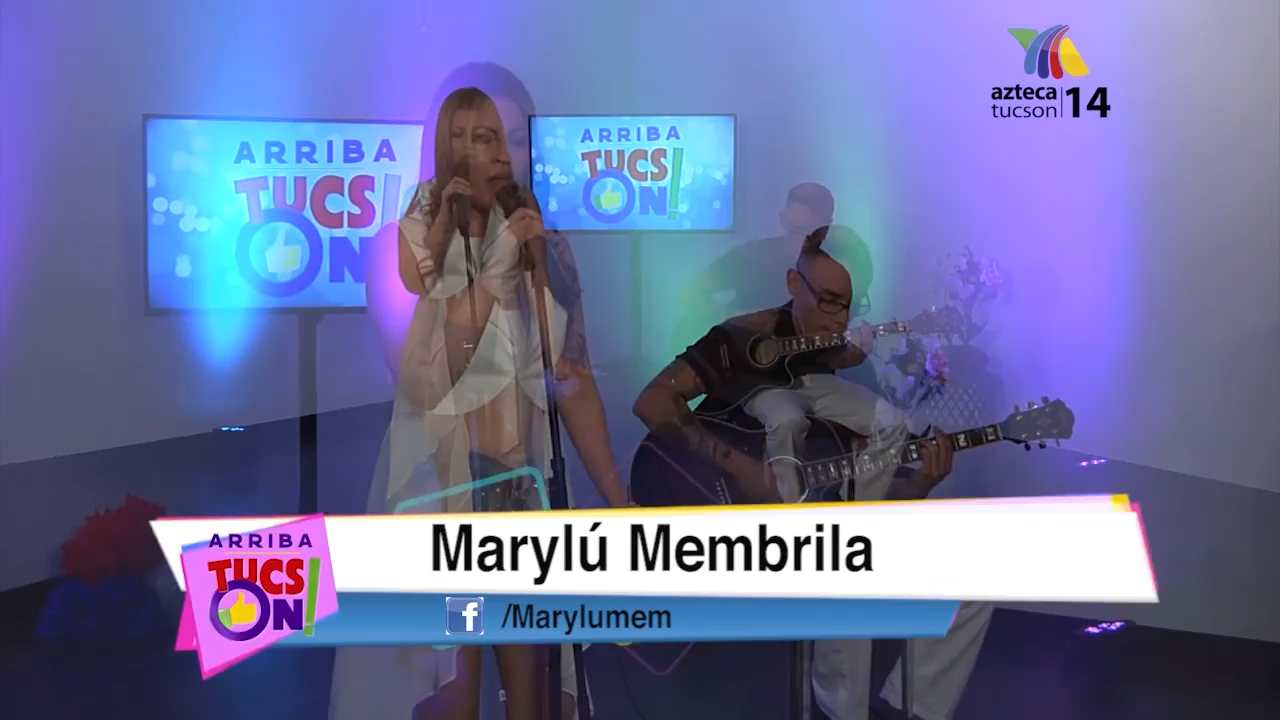 azteca
tucson 14
ARRIBA
TUCS
ON!
ARRIBA
TUCS
ON!
Marylú Membrila
ARRIBA
TUCS
ON!
f /Marylumem